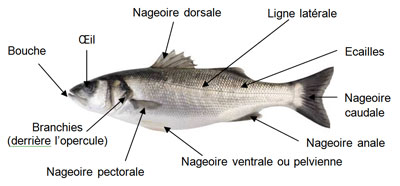 Nageoire dorsale
Ligne latérale
Œil
Bouche
Ecailles
Nageoire
caudale
Branchies
(derrière l'opercule)
Nageoire anale
Nageoire ventrale ou pelvienne
Nageoire pectorale